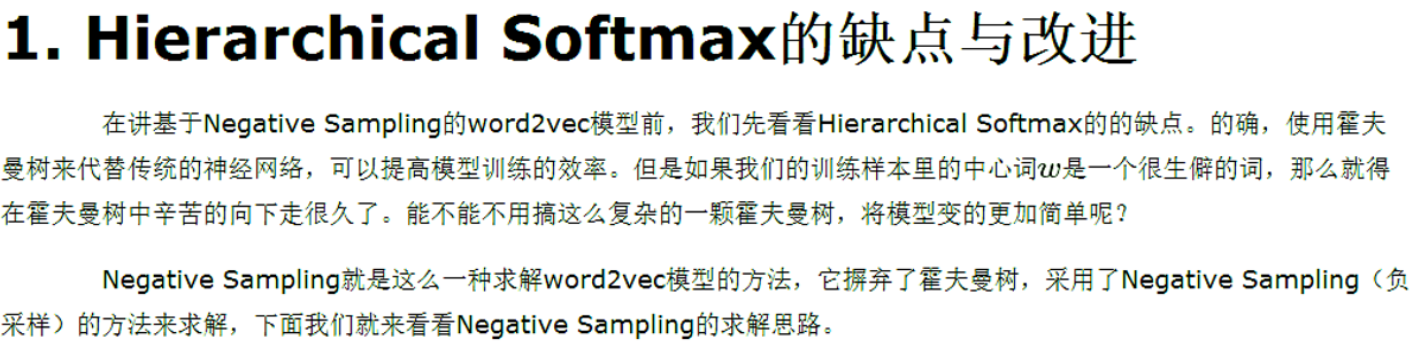 1. Hierarchical Softmax的缺点与改进
在讲基于Negative Sampling的word2vec模型前，我们先看看Hierarchical Softmax的的缺点。的确，使用霍夫
曼树来代替传统的神经网络，可以提高模型训练的效率。但是如果我们的训练样本里的中心词w是一个很生僻的词，那么就得
在霍夫曼树中辛苦的向下走很久了。能不能不用搞这么复杂的一颗霍夫曼树，将模型变的更加简单呢？
Negative Sampling就是这么一种求解word2vec模型的方法，它摒弃了霍夫曼树，采用了Negative Sampling（负
采样）的方法来求解，下面我们就来看看Negative Sampling的求解思路。